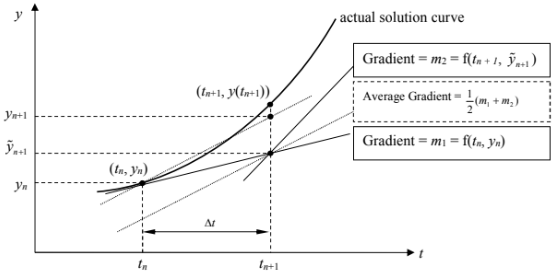 y
actual solution curve
Gradient = m₂ = f(tₙ₊₁, ỹₙ₊₁)
(tₙ₊₁, y(tₙ₊₁))
Average Gradient = 1/2(m₁ + m₂)
yₙ₊₁
Gradient = m₁ = f(tₙ, yₙ)
ỹₙ₊₁
(tₙ, yₙ)
yₙ
Δt
t
tₙ
tₙ₊₁